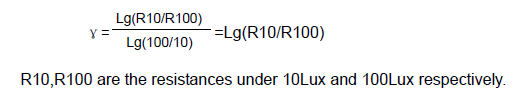 ɣ = Lg(R10/R100) / Lg(100/10) =Lg(R10/R100)
R10,R100 are the resistances under 10Lux and 100Lux respectively.